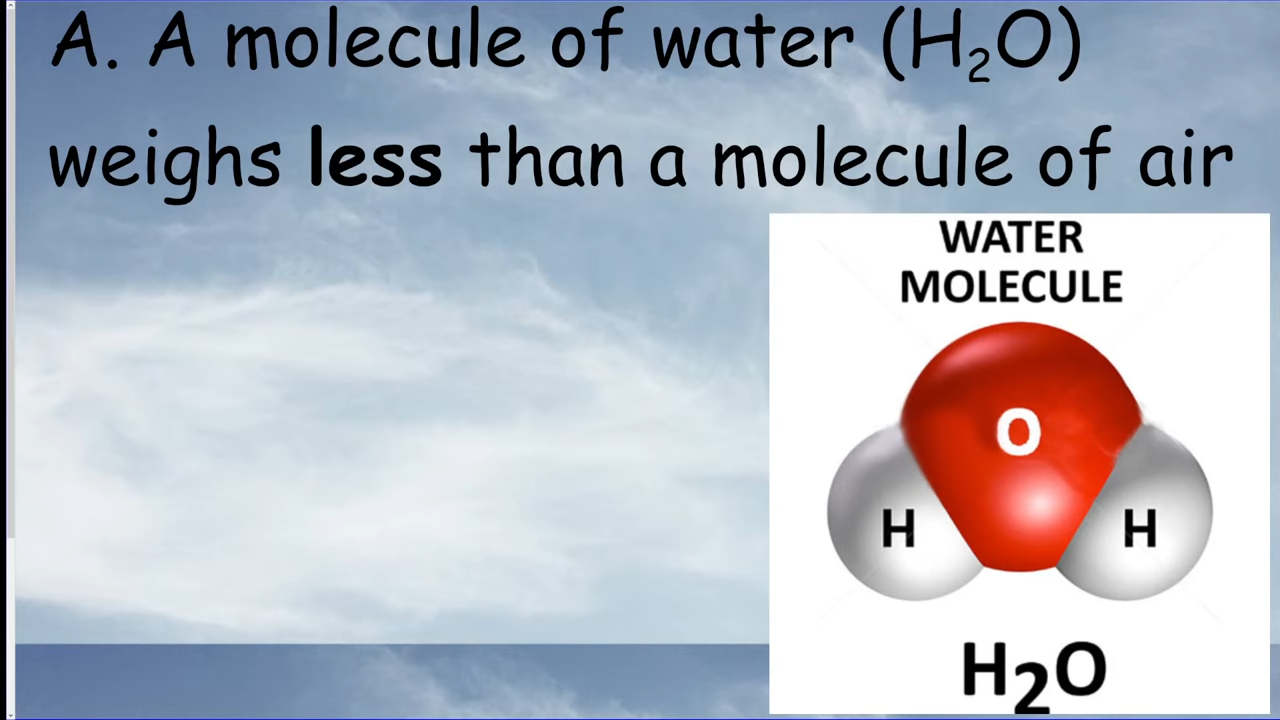 A. A molecule of water (H₂O)
weighs less than a molecule of air
WATER
MOLECULE
O
H H
H₂O